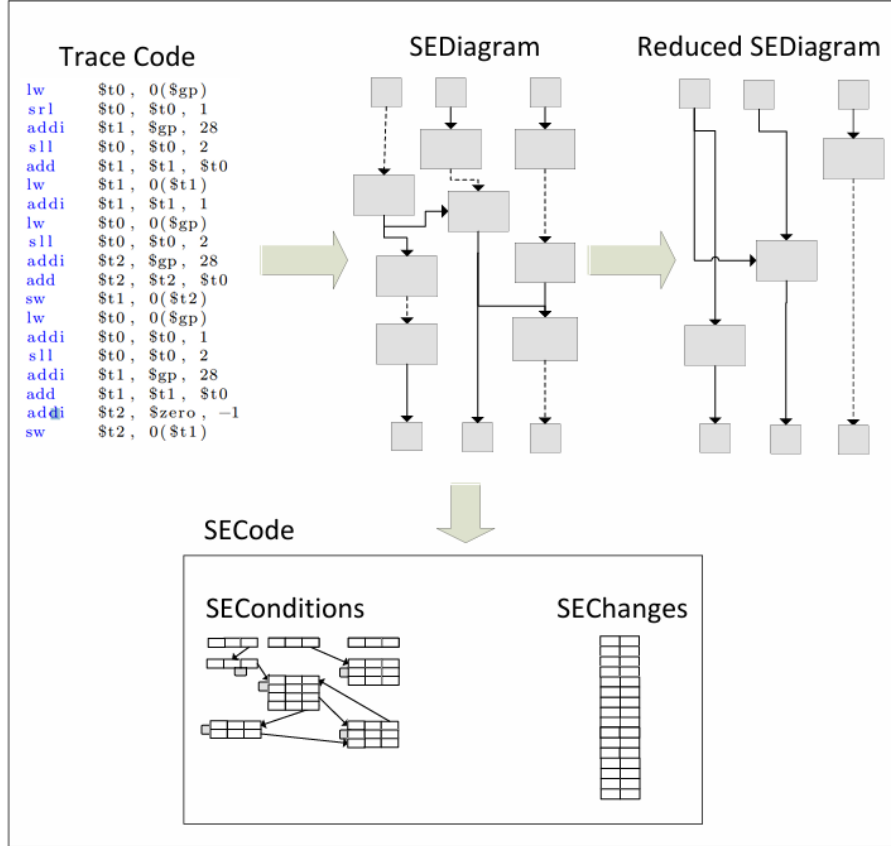 Trace Code
SEDiagram
Reduced SEDiagram
lw $t0, 0($gp)
srl $t0, $t0, 1
addi $t1, $gp, 28
sll $t0, $t0, 2
add $t1, $t1, $t0
lw $t1, 0($t1)
addi $t1, $t1, 1
lw $t0, 0($gp)
sll $t0, $t0, 2
addi $t2, $gp, 28
add $t2, $t2, $t0
sw $t1, 0($t2)
lw $t0, 0($gp)
addi $t0, $t0, 1
sll $t0, $t0, 2
addi $t1, $gp, 28
add $t1, $t1, $t0
addi $t2, $zero, −1
sw $t2, 0($t1)
SECode
SEConditions
SEChanges